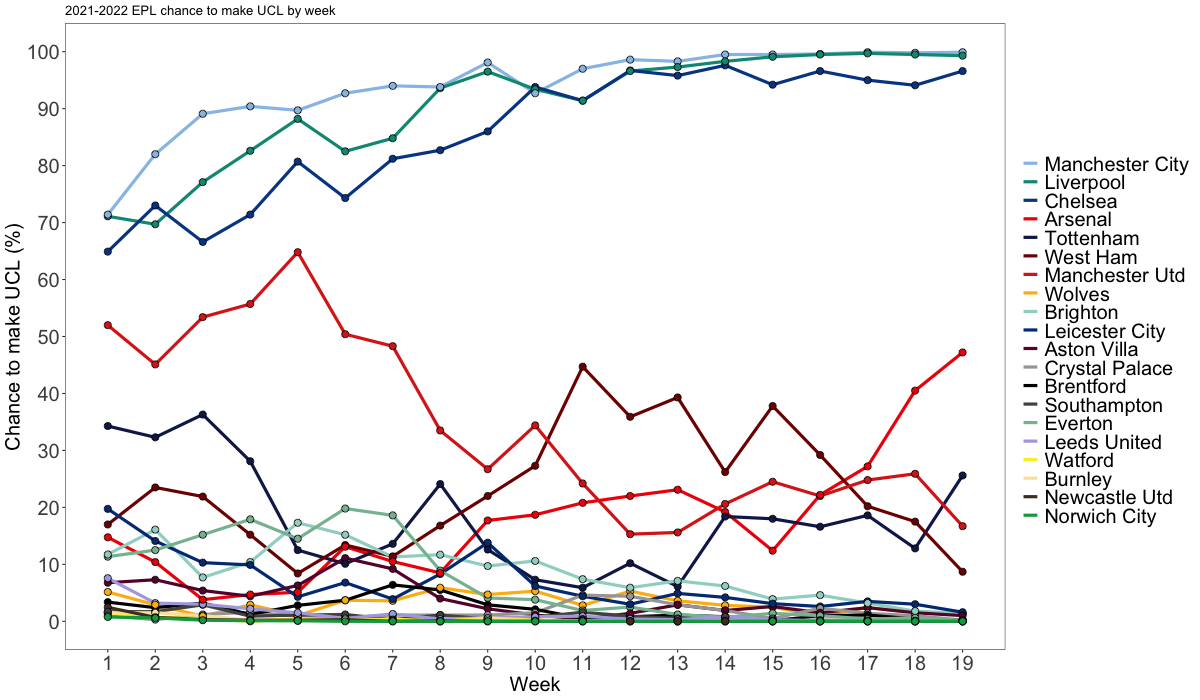 2021-2022 EPL chance to make UCL by week
Chance to make UCL (%)
100
90
80
70
60
50
40
30
20
10
0
1 2 3 4 5 6 7 8 9 10 11 12 13 14 15 16 17 18 19
Week
Manchester City
Liverpool
Chelsea
Arsenal
Tottenham
West Ham
Manchester Utd
Wolves
Brighton
Leicester City
Aston Villa
Crystal Palace
Brentford
Southampton
Everton
Leeds United
Watford
Burnley
Newcastle Utd
Norwich City